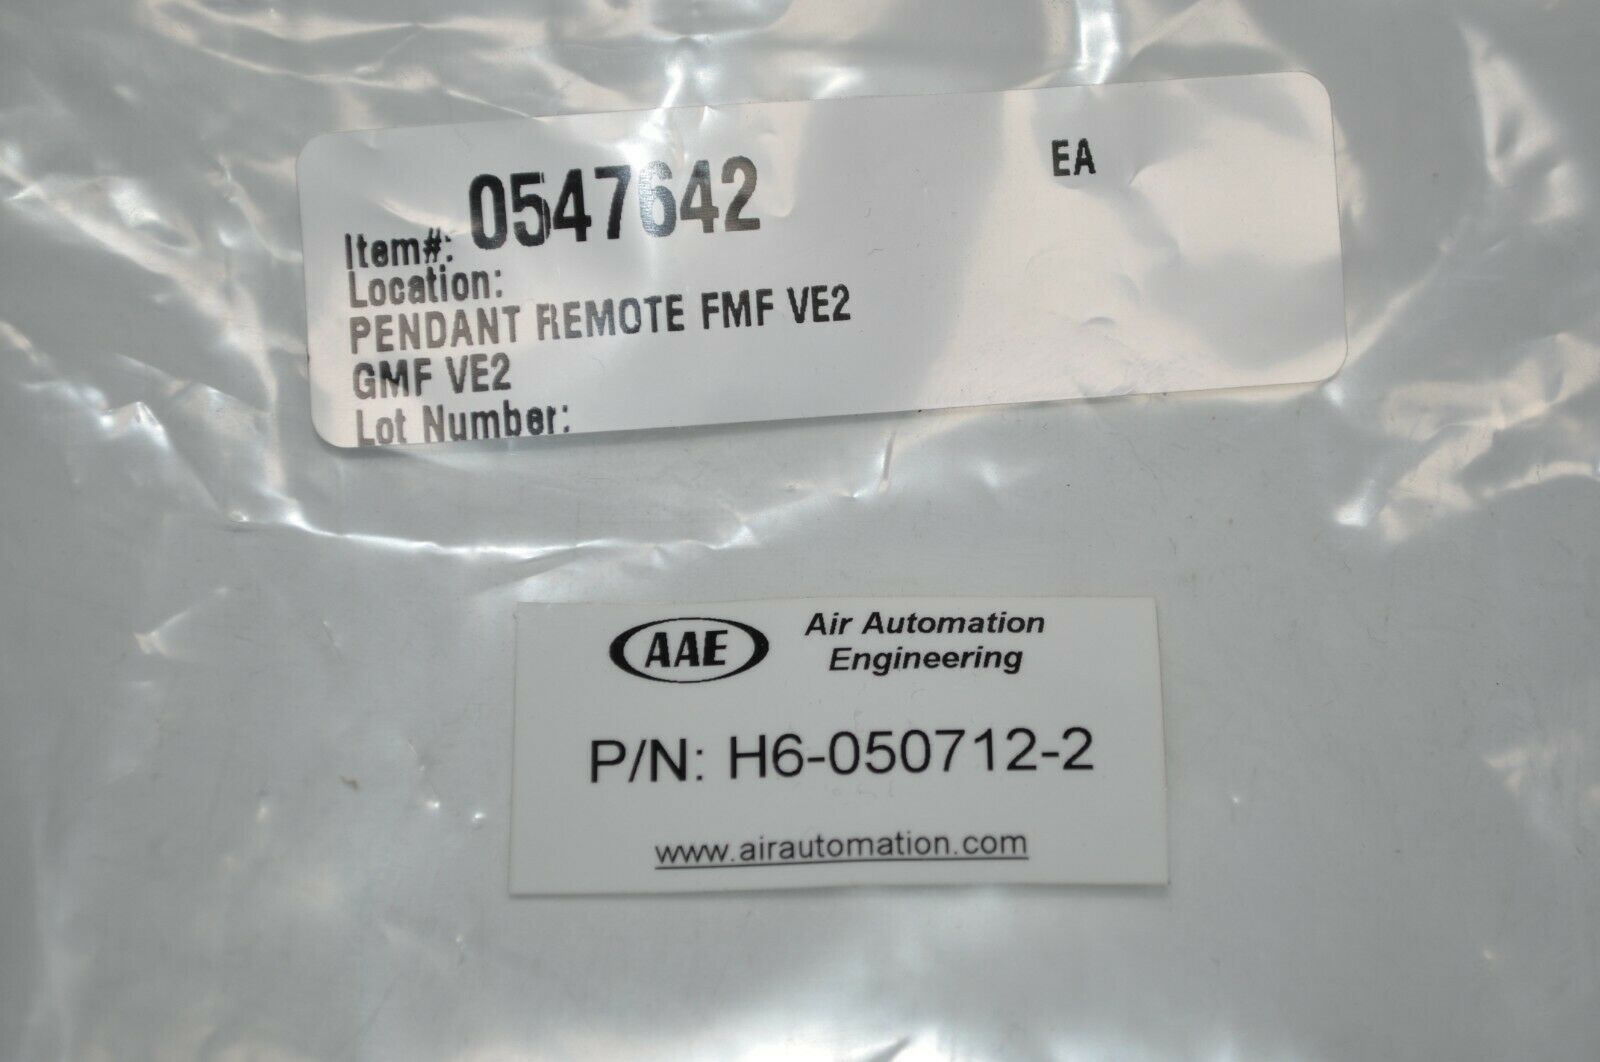 0547642 EA
Item#:
Location:
PENDANT REMOTE FMF VE2
GMF VE2
Lot Number:
AAE Air Automation
Engineering
P/N: H6-050712-2
www.airautomation.com